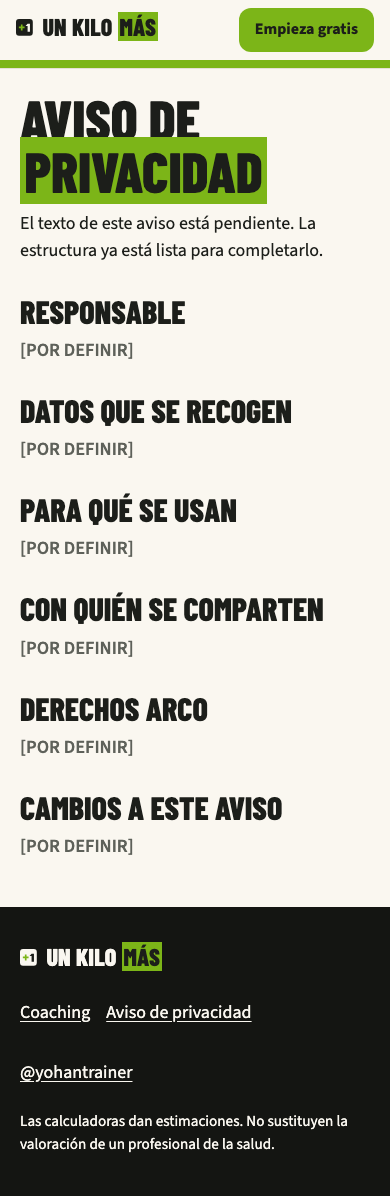 +1 UN KILO MÁS
Empieza gratis
AVISO DE
PRIVACIDAD
El texto de este aviso está pendiente. La
estructura ya está lista para completarlo.
RESPONSABLE
[POR DEFINIR]
DATOS QUE SE RECOGEN
[POR DEFINIR]
PARA QUÉ SE USAN
[POR DEFINIR]
CON QUIÉN SE COMPARTEN
[POR DEFINIR]
DERECHOS ARCO
[POR DEFINIR]
CAMBIOS A ESTE AVISO
[POR DEFINIR]
+1 UN KILO MÁS
Coaching Aviso de privacidad
@yohantrainer
Las calculadoras dan estimaciones. No sustituyen la
valoración de un profesional de la salud.